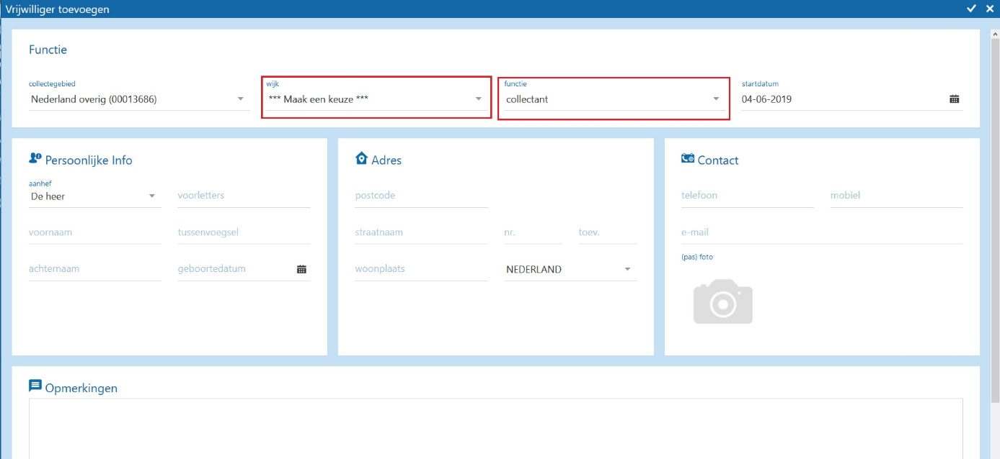 Vrijwilliger toevoegen
Functie
collectegebied
Nederland overig (00013686)
wijk
*** Maak een keuze ***
functie
collectant
startdatum
04-06-2019
Persoonlijke Info
aanhef
De heer
voorletters
voornaam
tussenvoegsel
achternaam
geboortedatum
Adres
postcode
straatnaam
nr.
toev.
woonplaats
NEDERLAND
Contact
telefoon
mobiel
e-mail
(pas) foto
Opmerkingen